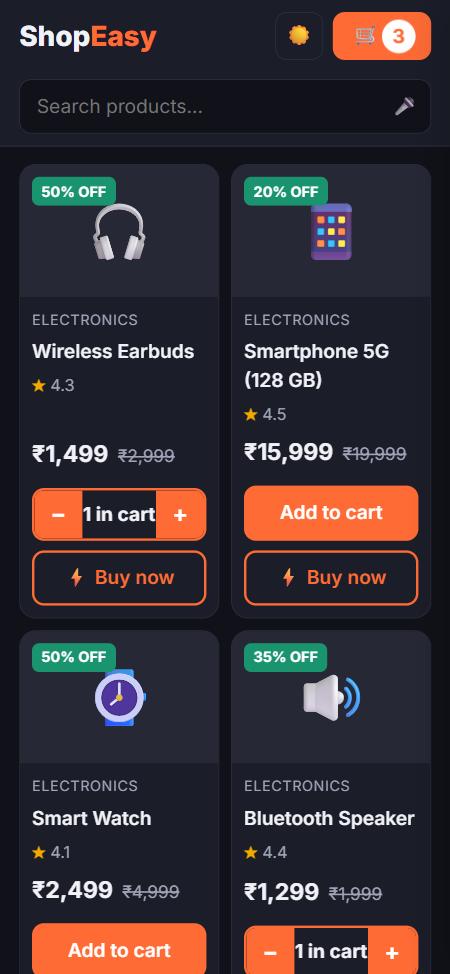 ShopEasy
3
Search products...
50% OFF
20% OFF
ELECTRONICS
Wireless Earbuds
★ 4.3
₹1,499 ₹2,999
− 1 in cart +
Buy now
ELECTRONICS
Smartphone 5G
(128 GB)
★ 4.5
₹15,999 ₹19,999
Add to cart
Buy now
50% OFF
35% OFF
ELECTRONICS
Smart Watch
★ 4.1
₹2,499 ₹4,999
Add to cart
ELECTRONICS
Bluetooth Speaker
★ 4.4
₹1,299 ₹1,999
− 1 in cart +